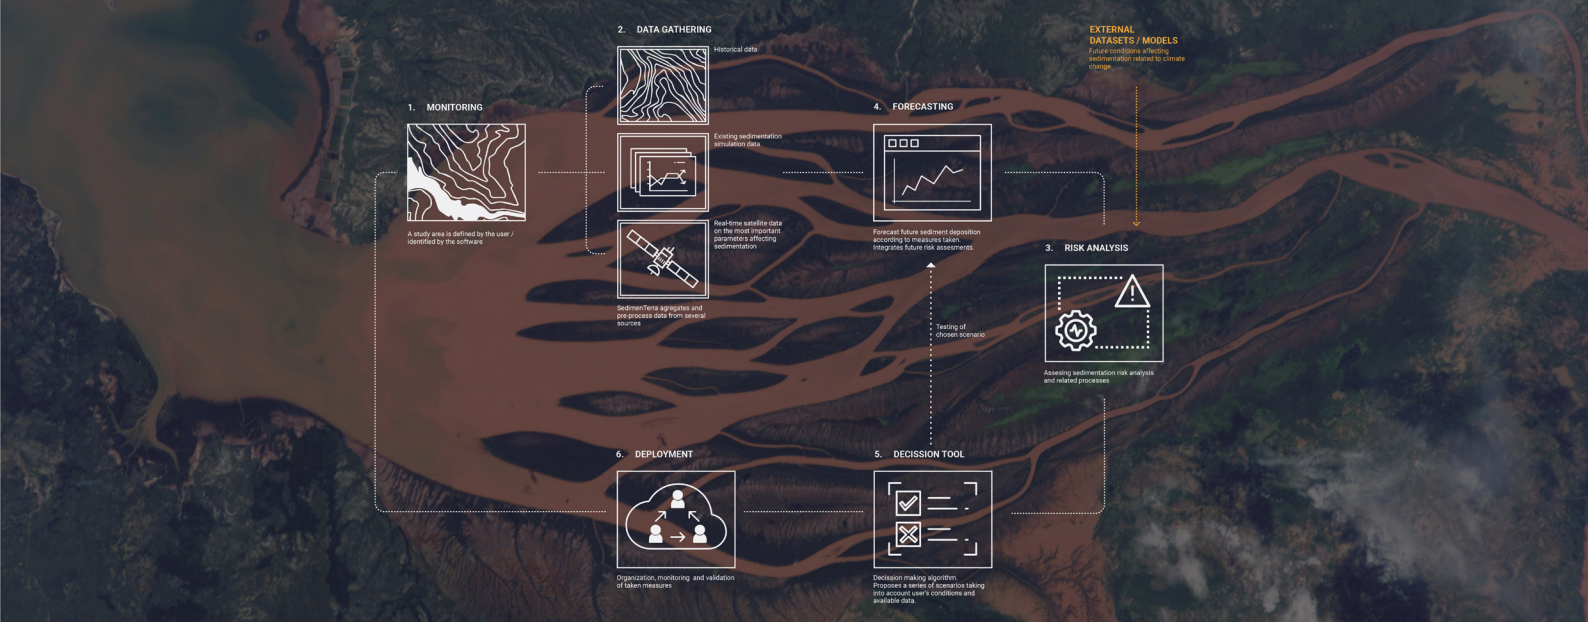 2. DATA GATHERING
Historical data
Existing sedimentation
simulation data
Real-time satellite data
on the most important
parameters affecting
sedimentation
SedimenTerra agregates and
pre-process data from several
sources
EXTERNAL
DATASETS / MODELS
Future conditions affecting
sedimentation related to climate
change.
1. MONITORING
A study area is defined by the user /
identified by the software
4. FORECASTING
Forecast future sediment deposition
according to measures taken.
Integrates future risk assesments.
3. RISK ANALYSIS
Assesing sedimentation risk analysis
and related processes
Testing of
chosen scenario
6. DEPLOYMENT
Organization, monitoring and validation
of taken measures
5. DECISSION TOOL
Decission making algorithm.
Proposes a series of scenarios taking
into account user's conditions and
available data.